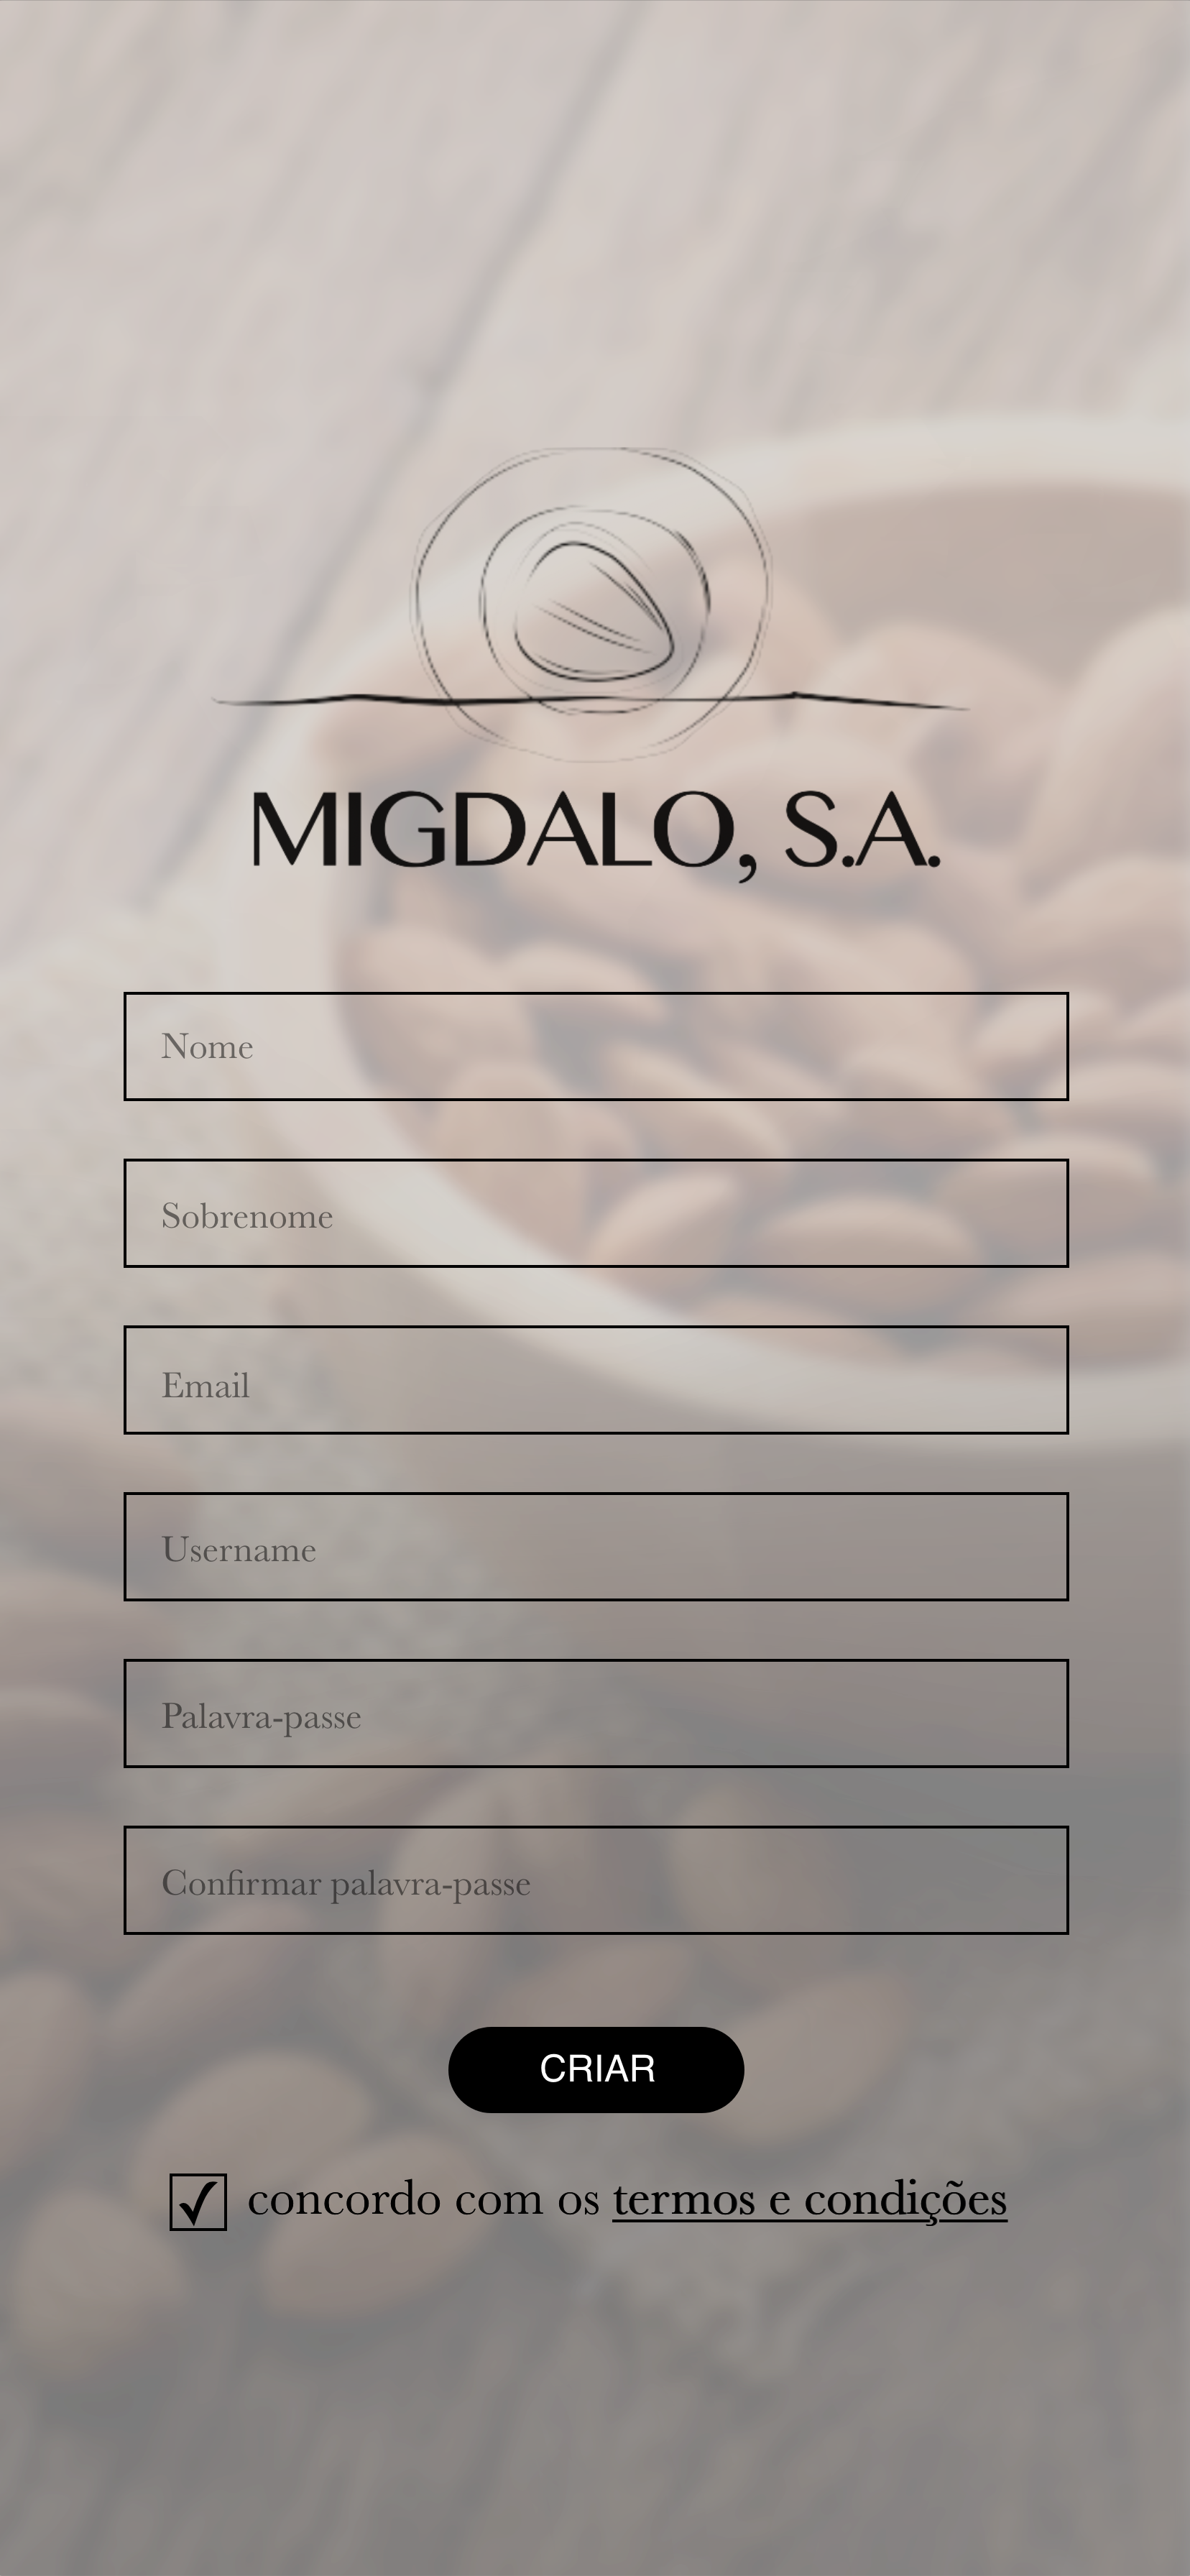 MIGDALO, S.A.
Nome
Sobrenome
Email
Username
Palavra-passe
Confirmar palavra-passe
CRIAR
concordo com os termos e condições